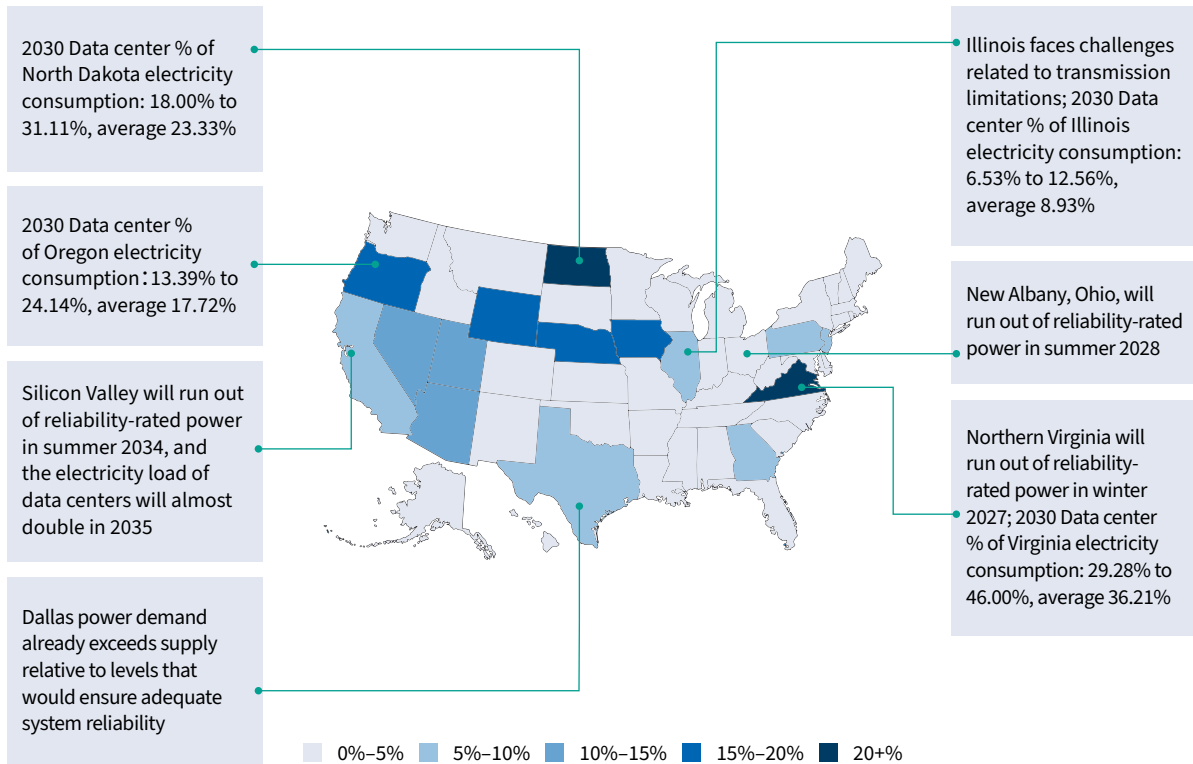 2030 Data center % of
North Dakota electricity
consumption: 18.00% to
31.11%, average 23.33%
2030 Data center %
of Oregon electricity
consumption：13.39% to
24.14%, average 17.72%
Silicon Valley will run out
of reliability-rated power
in summer 2034, and
the electricity load of
data centers will almost
double in 2035
Dallas power demand
already exceeds supply
relative to levels that
would ensure adequate
system reliability
Illinois faces challenges
related to transmission
limitations; 2030 Data
center % of Illinois
electricity consumption:
6.53% to 12.56%,
average 8.93%
New Albany, Ohio, will
run out of reliability-rated
power in summer 2028
Northern Virginia will
run out of reliability-
rated power in winter
2027; 2030 Data center
% of Virginia electricity
consumption: 29.28% to
46.00%, average 36.21%
0%–5% 5%–10% 10%–15% 15%–20% 20+%